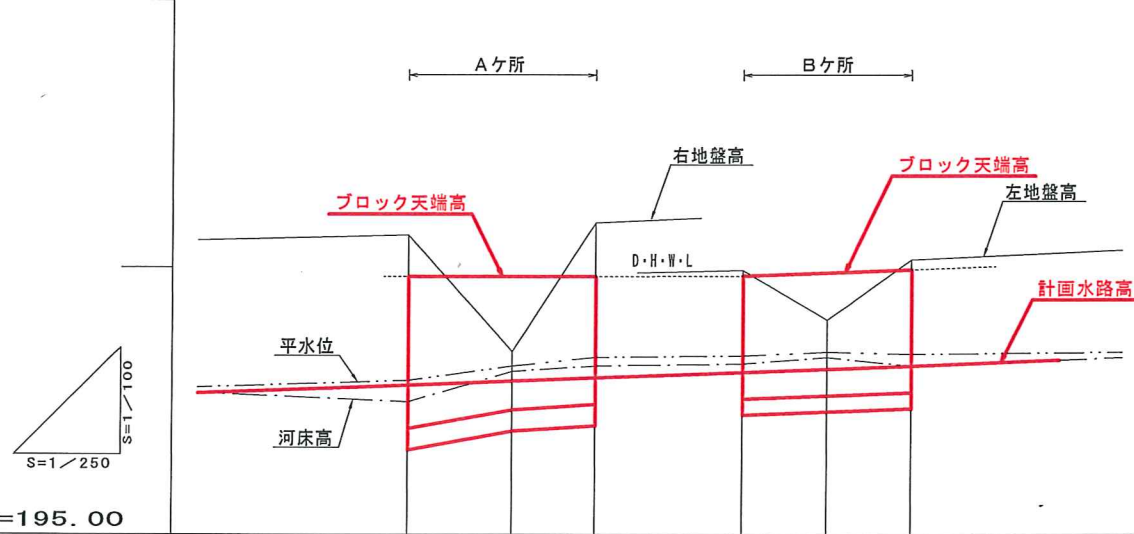 Aケ所
Bケ所
右地盤高
ブロック天端高
ブロック天端高
左地盤高
D・H・W・L
計画水路高
平水位
S=1/100
河床高
S=1/250
=195.00